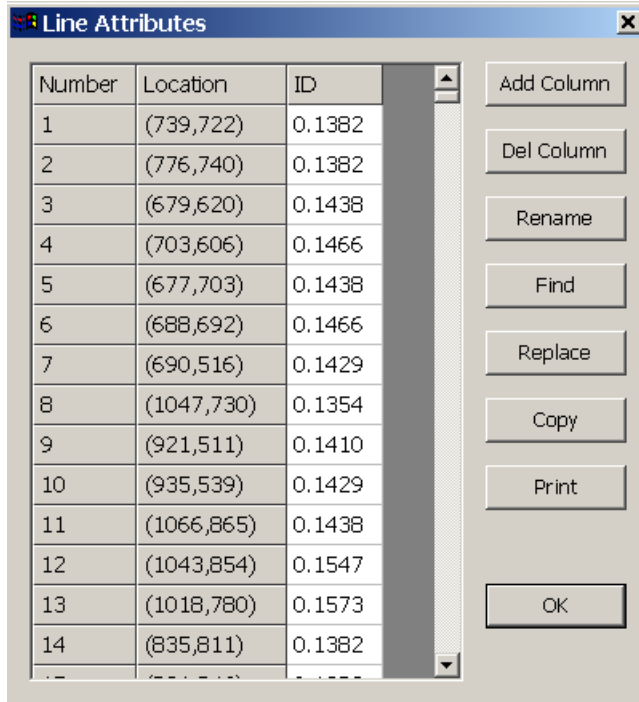 Line Attributes
Number Location ID
1 (739,722) 0.1382
2 (776,740) 0.1382
3 (679,620) 0.1438
4 (703,606) 0.1466
5 (677,703) 0.1438
6 (688,692) 0.1466
7 (690,516) 0.1429
8 (1047,730) 0.1354
9 (921,511) 0.1410
10 (935,539) 0.1429
11 (1066,865) 0.1438
12 (1043,854) 0.1547
13 (1018,780) 0.1573
14 (835,811) 0.1382
Add Column
Del Column
Rename
Find
Replace
Copy
Print
OK